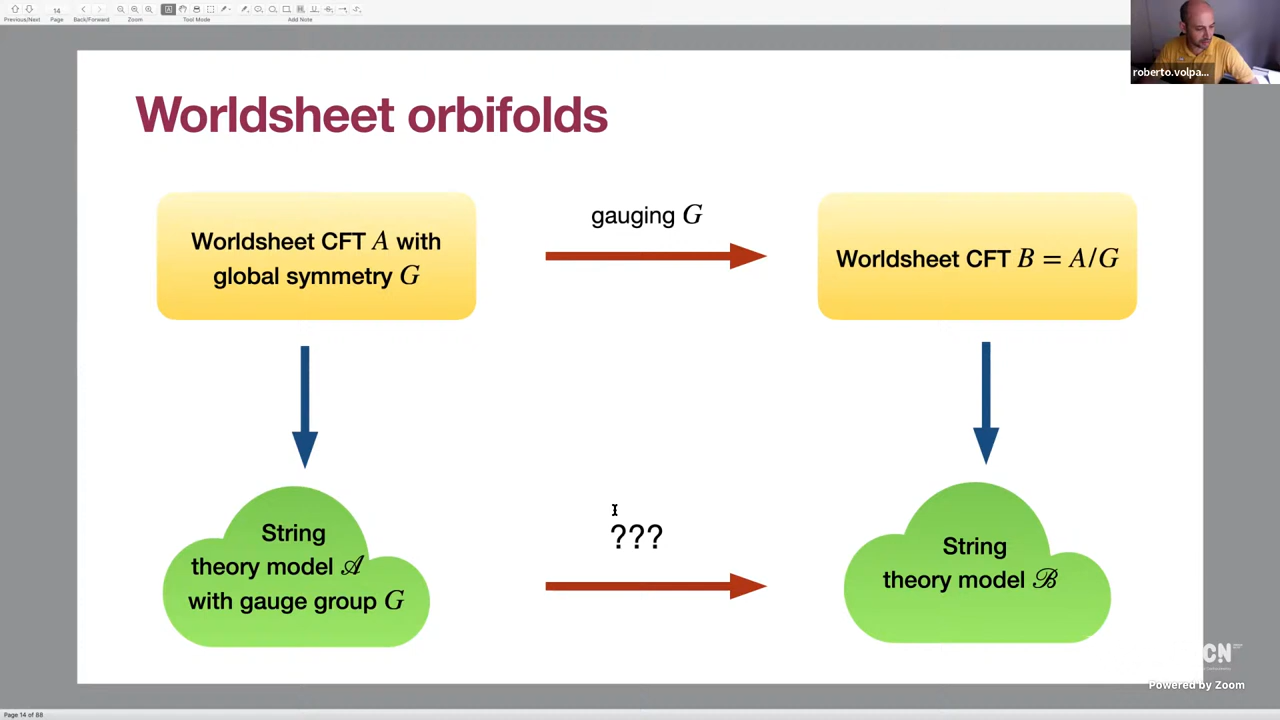 14
Previous/Next
Page
Back/Forward
Zoom
Tool Mode
Add Note
roberto.volpa...
Worldsheet orbifolds
gauging G
Worldsheet CFT A with
global symmetry G
Worldsheet CFT B = A/G
???
String
theory model 𝒜
with gauge group G
String
theory model ℬ
CN
Powered by Zoom
Page 14 of 88